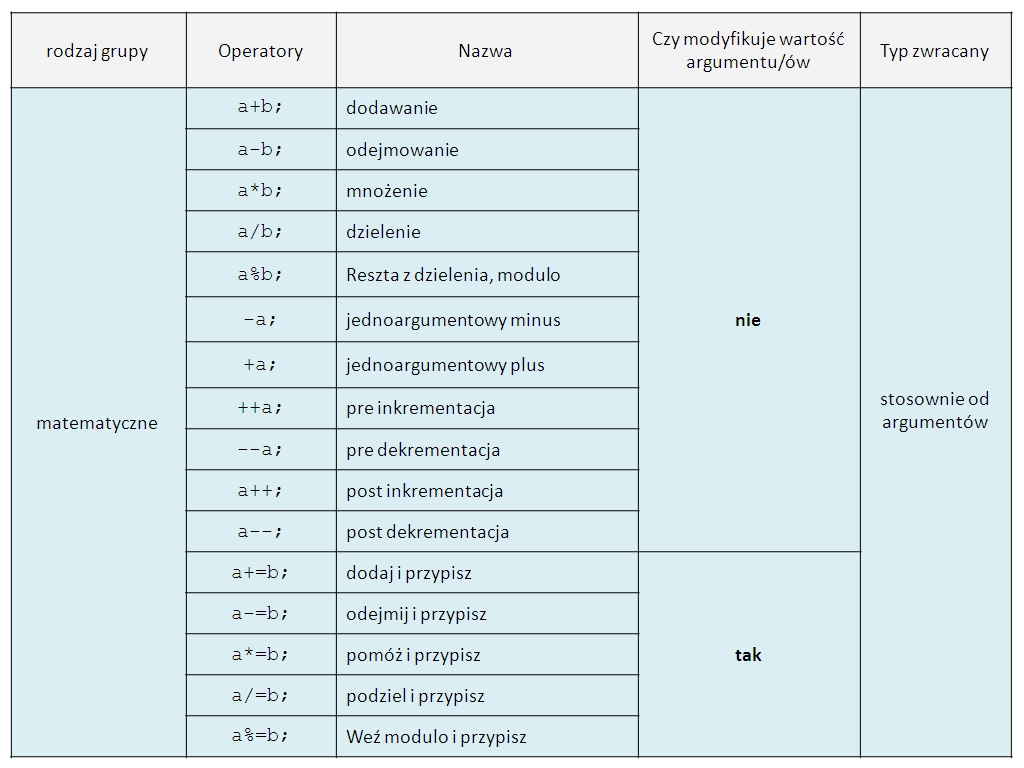 rodzaj grupy
Operatory
Nazwa
Czy modyfikuje wartość
argumentu/ów
Typ zwracany
matematyczne
a+b;
dodawanie
a-b;
odejmowanie
a*b;
mnożenie
a/b;
dzielenie
a%b;
Reszta z dzielenia, modulo
-a;
jednoargumentowy minus
+a;
jednoargumentowy plus
++a;
pre inkrementacja
--a;
pre dekrementacja
a++;
post inkrementacja
a--;
post dekrementacja
nie
a+=b;
dodaj i przypisz
a-=b;
odejmij i przypisz
a*=b;
pomóż i przypisz
a/=b;
podziel i przypisz
a%=b;
Weź modulo i przypisz
tak
stosownie od
argumentów